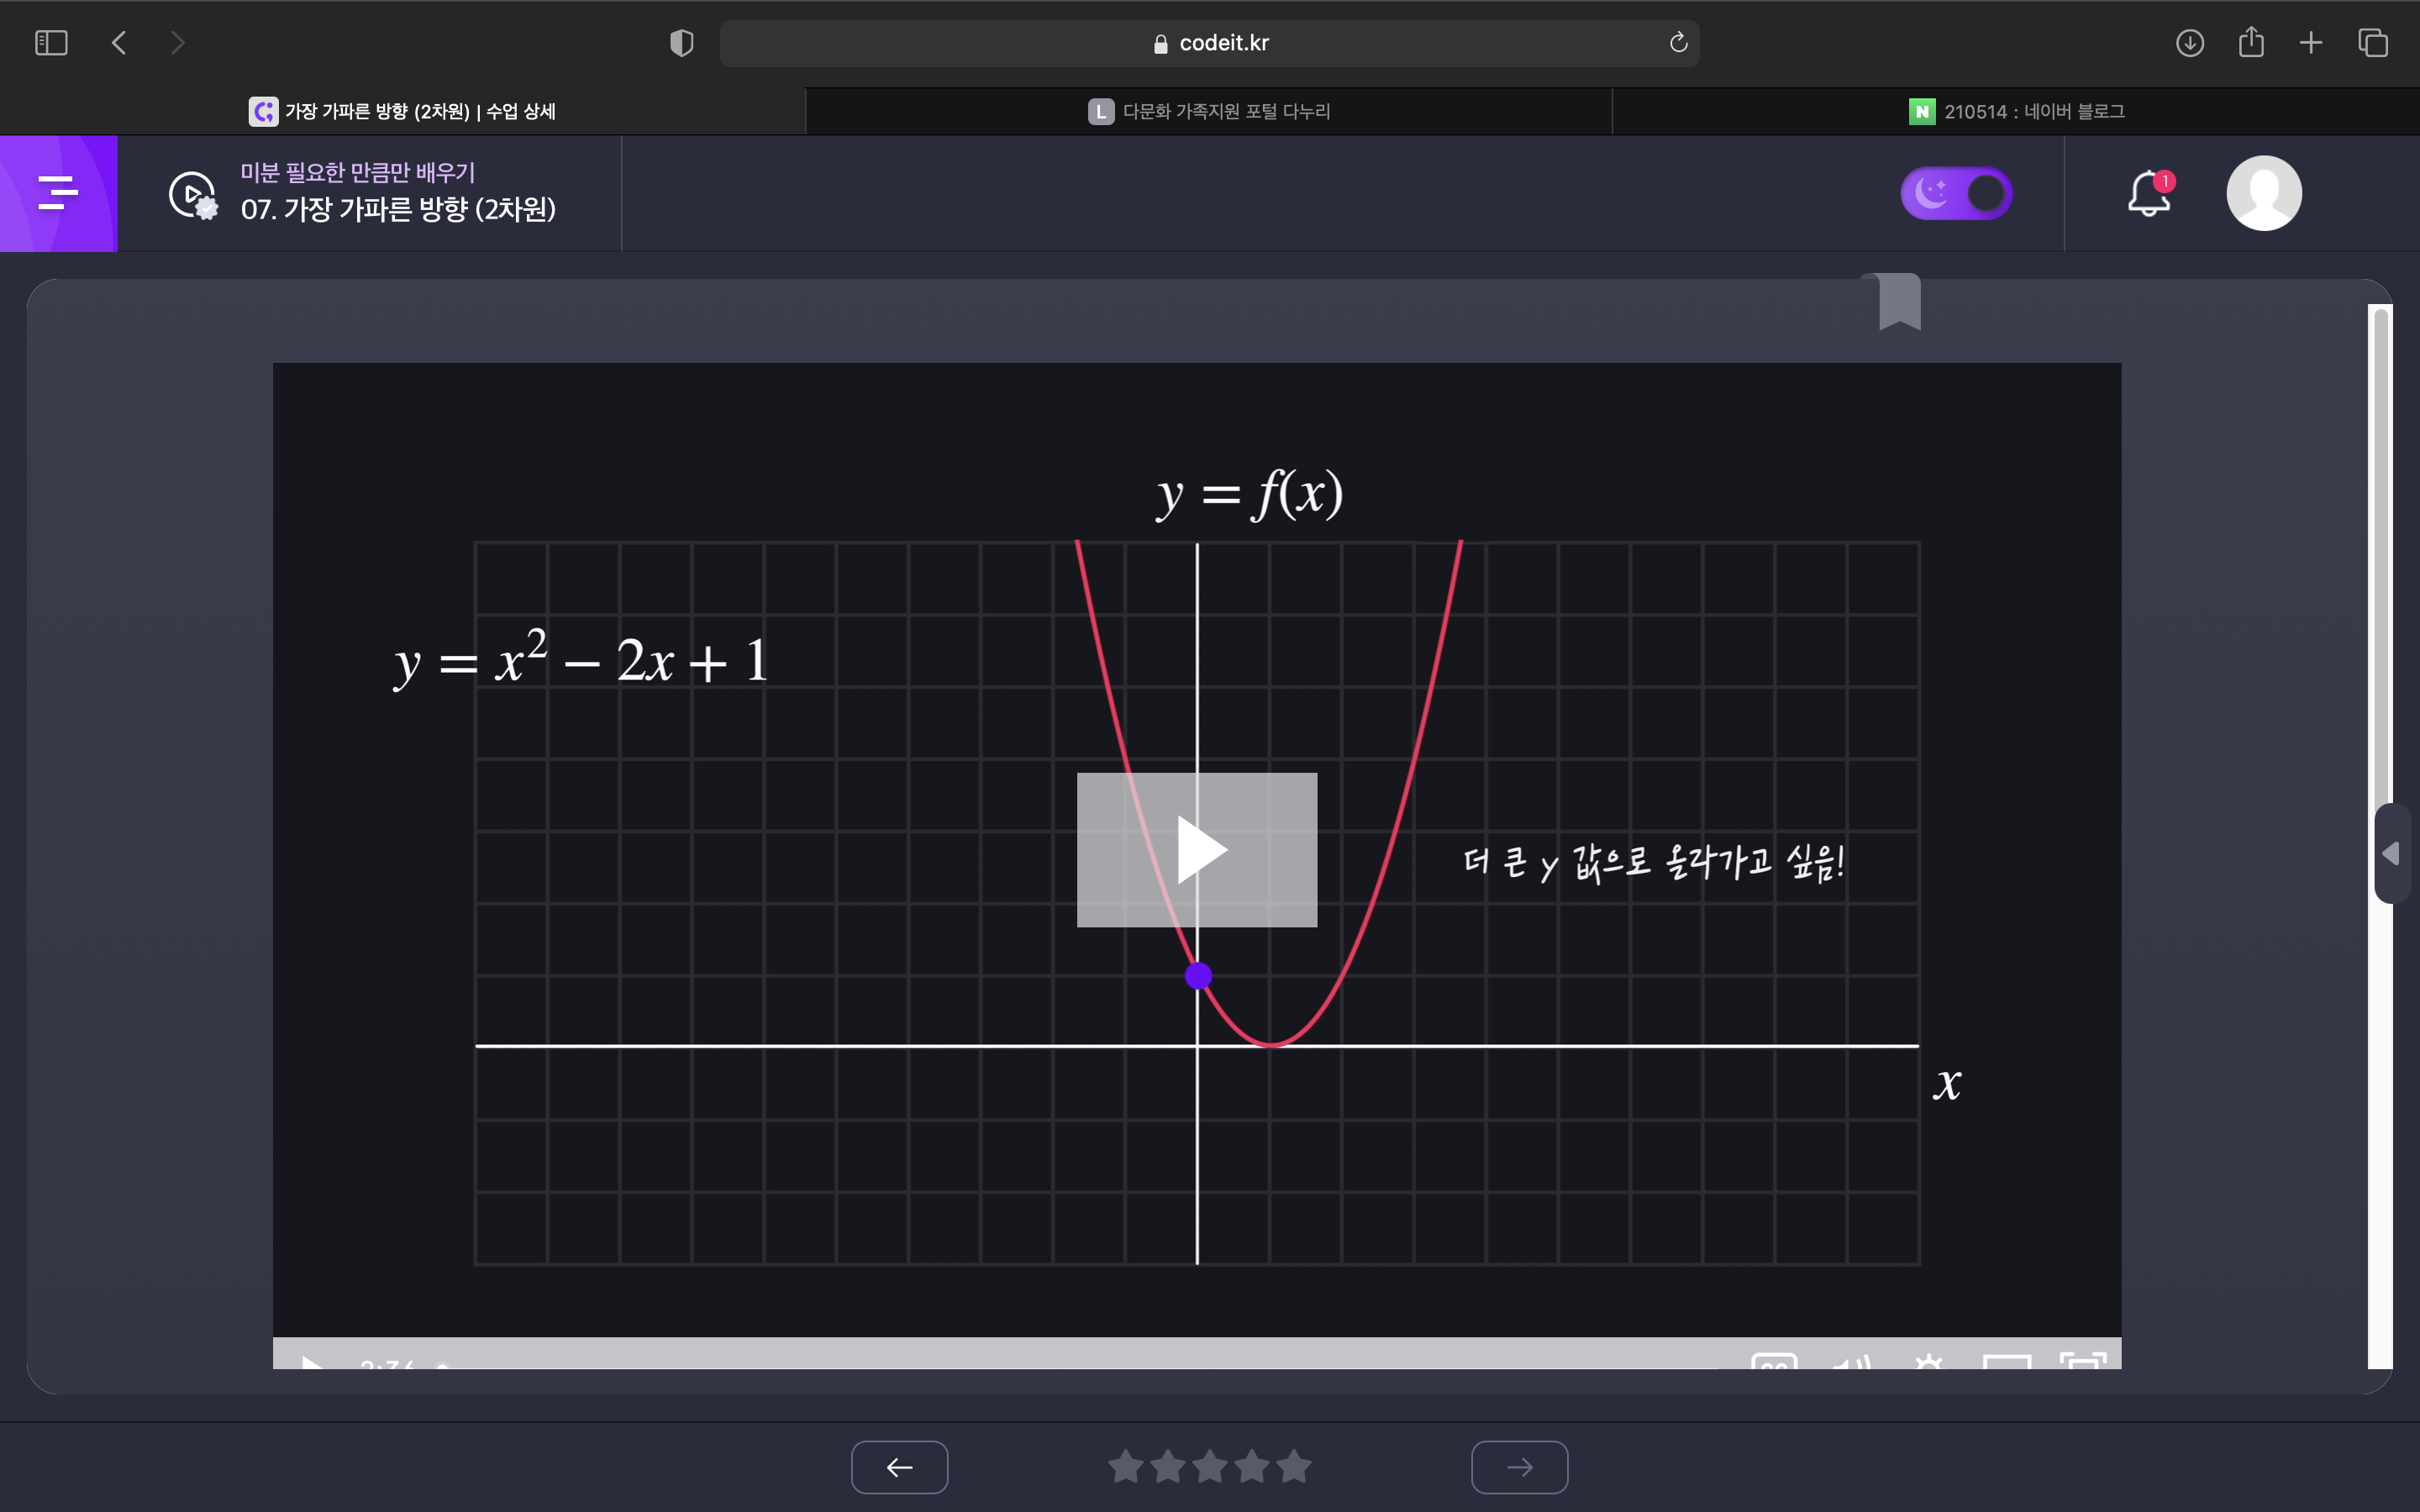 codeit.kr
가장 가파른 방향 (2차원) | 수업 상세
L 다문화 가족지원 포털 다누리
N 210514 : 네이버 블로그
미분 필요한 만큼만 배우기
07. 가장 가파른 방향 (2차원)
1
y = f(x)
y = x² − 2x + 1
더 큰 y 값으로 올라가고 싶음!
x